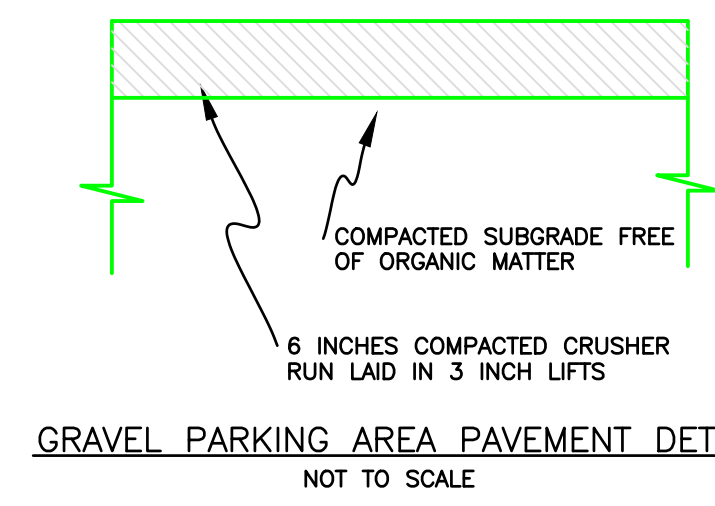 COMPACTED SUBGRADE FREE
OF ORGANIC MATTER
6 INCHES COMPACTED CRUSHER
RUN LAID IN 3 INCH LIFTS
GRAVEL PARKING AREA PAVEMENT DET
NOT TO SCALE